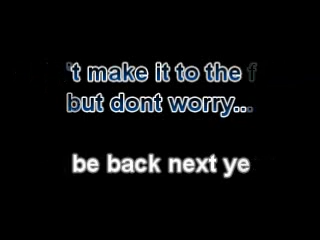 't make it to the f
but dont worry...
be back next ye